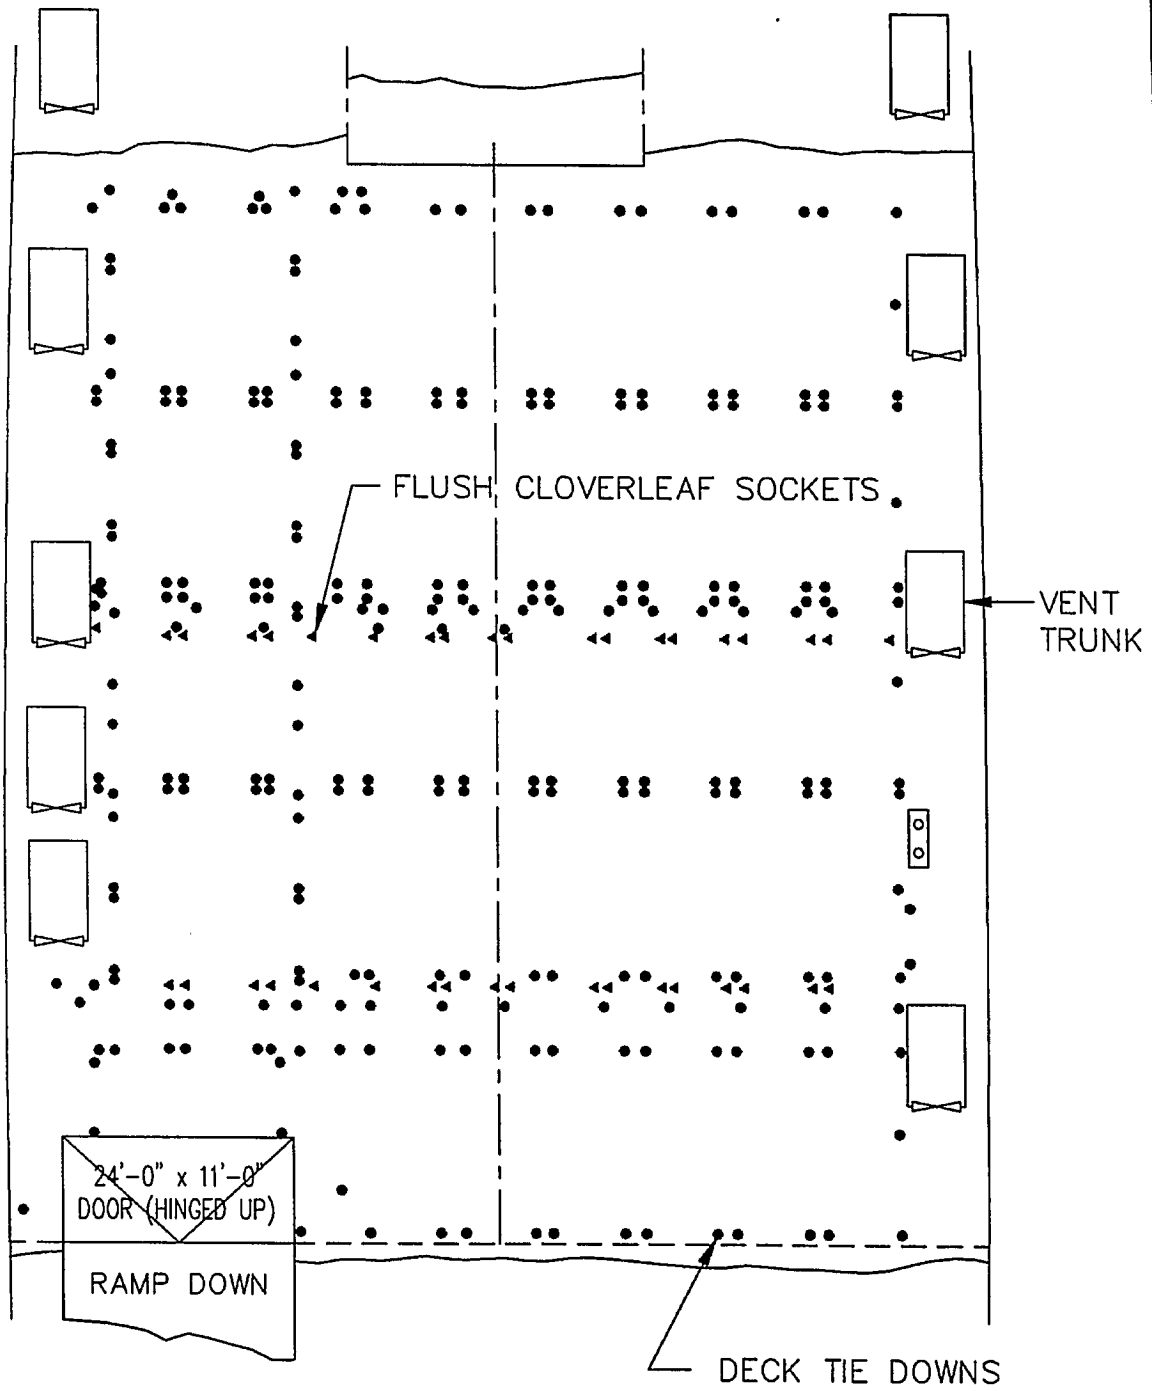 FLUSH CLOVERLEAF SOCKETS
VENT
TRUNK
24'-0" x 11'-0"
DOOR (HINGED UP)
RAMP DOWN
DECK TIE DOWNS